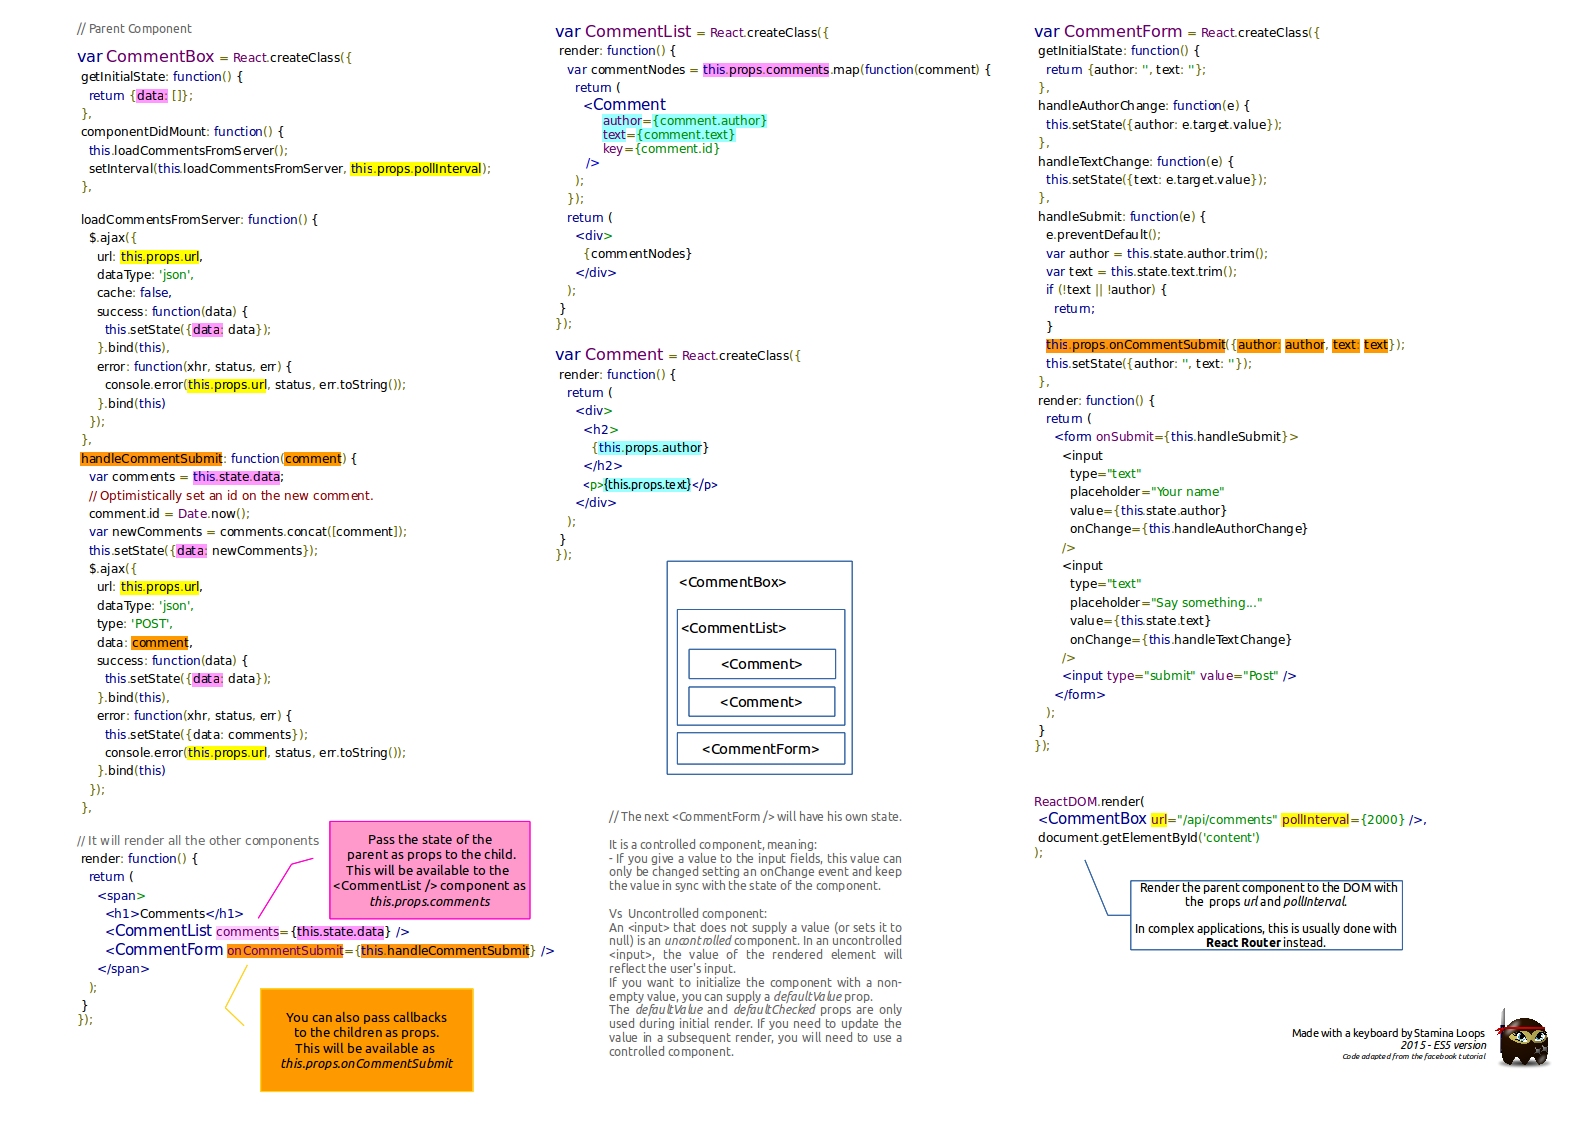 // Parent Component
var CommentBox = React.createClass({
getInitialState: function() {
return {data: []};
},
componentDidMount: function() {
this.loadCommentsFromServer();
setInterval(this.loadCommentsFromServer, this.props.pollInterval);
},
loadCommentsFromServer: function() {
$.ajax({
url: this.props.url,
dataType: 'json',
cache: false,
success: function(data) {
this.setState({data: data});
}.bind(this),
error: function(xhr, status, err) {
console.error(this.props.url, status, err.toString());
}.bind(this)
});
},
handleCommentSubmit: function(comment) {
var comments = this.state.data;
// Optimistically set an id on the new comment.
comment.id = Date.now();
var newComments = comments.concat([comment]);
this.setState({data: newComments});
$.ajax({
url: this.props.url,
dataType: 'json',
type: 'POST',
data: comment,
success: function(data) {
this.setState({data: data});
}.bind(this),
error: function(xhr, status, err) {
this.setState({data: comments});
console.error(this.props.url, status, err.toString());
}.bind(this)
});
},
// It will render all the other components
render: function() {
return (
<span>
<h1>Comments</h1>
<CommentList comments={this.state.data} />
<CommentForm onCommentSubmit={this.handleCommentSubmit} />
</span>
);
}
});
Pass the state of the
parent as props to the child.
This will be available to the
<CommentList /> component as
this.props.comments
You can also pass callbacks
to the children as props.
This will be available as
this.props.onCommentSubmit
var CommentList = React.createClass({
render: function() {
var commentNodes = this.props.comments.map(function(comment) {
return (
<Comment
author={comment.author}
text={comment.text}
key={comment.id}
/>
);
});
return (
<div>
{commentNodes}
</div>
);
}
});
var Comment = React.createClass({
render: function() {
return (
<div>
<h2>
{this.props.author}
</h2>
<p>{this.props.text}</p>
</div>
);
}
});
<CommentBox>
<CommentList>
<Comment>
<Comment>
<CommentForm>
// The next <CommentForm /> will have his own state.
It is a controlled component, meaning:
- If you give a value to the input fields, this value can
only be changed setting an onChange event and keep
the value in sync with the state of the component.
Vs Uncontrolled component:
An <input> that does not supply a value (or sets it to
null) is an uncontrolled component. In an uncontrolled
<input>, the value of the rendered element will
reflect the user's input.
If you want to initialize the component with a non-
empty value, you can supply a defaultValue prop.
The defaultValue and defaultChecked props are only
used during initial render. If you need to update the
value in a subsequent render, you will need to use a
controlled component.
var CommentForm = React.createClass({
getInitialState: function() {
return {author: '', text: ''};
},
handleAuthorChange: function(e) {
this.setState({author: e.target.value});
},
handleTextChange: function(e) {
this.setState({text: e.target.value});
},
handleSubmit: function(e) {
e.preventDefault();
var author = this.state.author.trim();
var text = this.state.text.trim();
if (!text || !author) {
return;
}
this.props.onCommentSubmit({author: author, text: text});
this.setState({author: '', text: ''});
},
render: function() {
return (
<form onSubmit={this.handleSubmit}>
<input
type="text"
placeholder="Your name"
value={this.state.author}
onChange={this.handleAuthorChange}
/>
<input
type="text"
placeholder="Say something..."
value={this.state.text}
onChange={this.handleTextChange}
/>
<input type="submit" value="Post" />
</form>
);
}
});
ReactDOM.render(
<CommentBox url="/api/comments" pollInterval={2000} />,
document.getElementById('content')
);
Render the parent component to the DOM with
the props url and pollInterval.
In complex applications, this is usually done with
React Router instead.
Made with a keyboard by Stamina Loops
2015 - ES5 version
Code adapted from the facebook tutorial